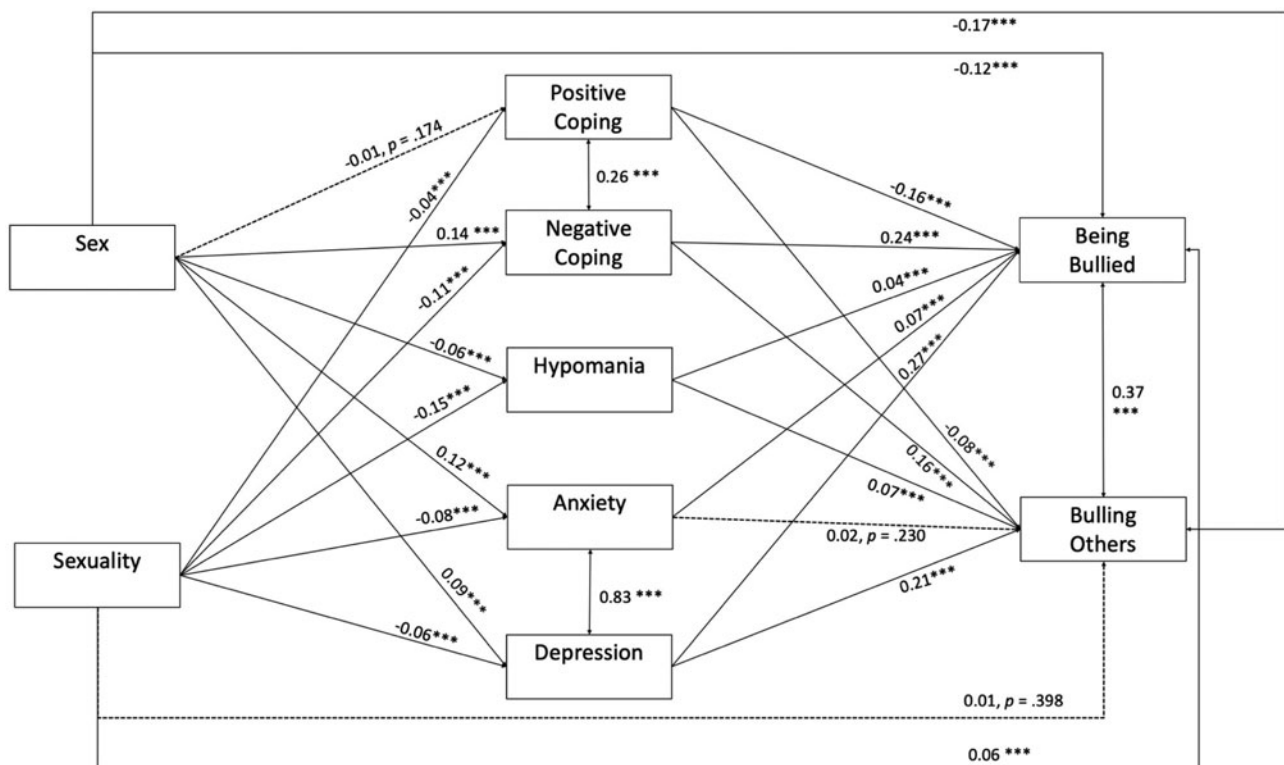 -0.17***
-0.12***
Positive
Coping
-0.01, p = .174
-0.04***
0.26 ***
-0.16***
Sex
0.14 ***
Negative
Coping
0.24***
Being
Bullied
-0.11***
0.04***
0.07***
-0.06***
Hypomania
0.27***
-0.15***
0.37
***
-0.08***
0.16***
0.12***
0.07***
-0.08***
Anxiety
0.02, p = .230
Bulling
Others
Sexuality
0.09***
0.83 ***
0.21***
-0.06***
Depression
0.01, p = .398
0.06 ***